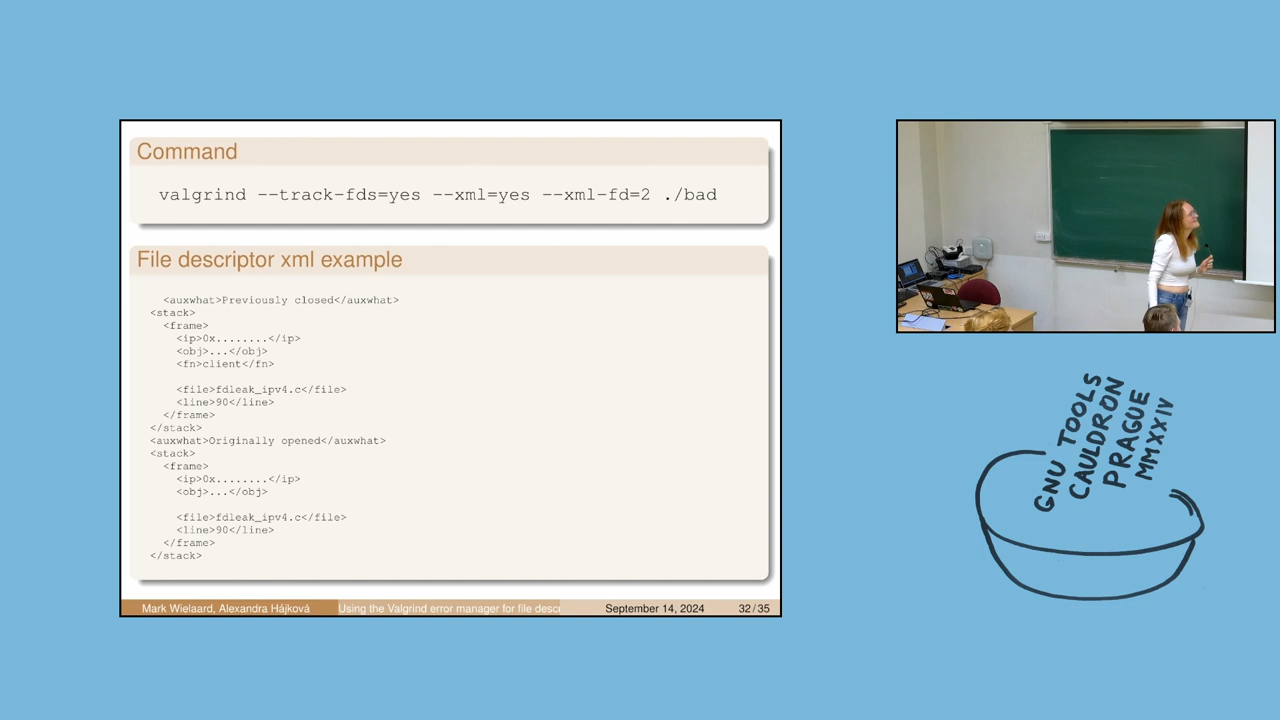 Command
valgrind --track-fds=yes --xml=yes --xml-fd=2 ./bad
File descriptor xml example
<auxwhat>Previously closed</auxwhat>
<stack>
<frame>
<ip>0x........</ip>
<obj>...</obj>
<fn>client</fn>
<file>fdleak_ipv4.c</file>
<line>90</line>
</frame>
</stack>
<auxwhat>Originally opened</auxwhat>
<stack>
<frame>
<ip>0x........</ip>
<obj>...</obj>
<file>fdleak_ipv4.c</file>
<line>90</line>
</frame>
</stack>
Mark Wielaard, Alexandra Hájková
Using the Valgrind error manager for file descr
September 14, 2024
32 / 35
GNU TOOLS
CAULDRON
PRAGUE
MMXXIV